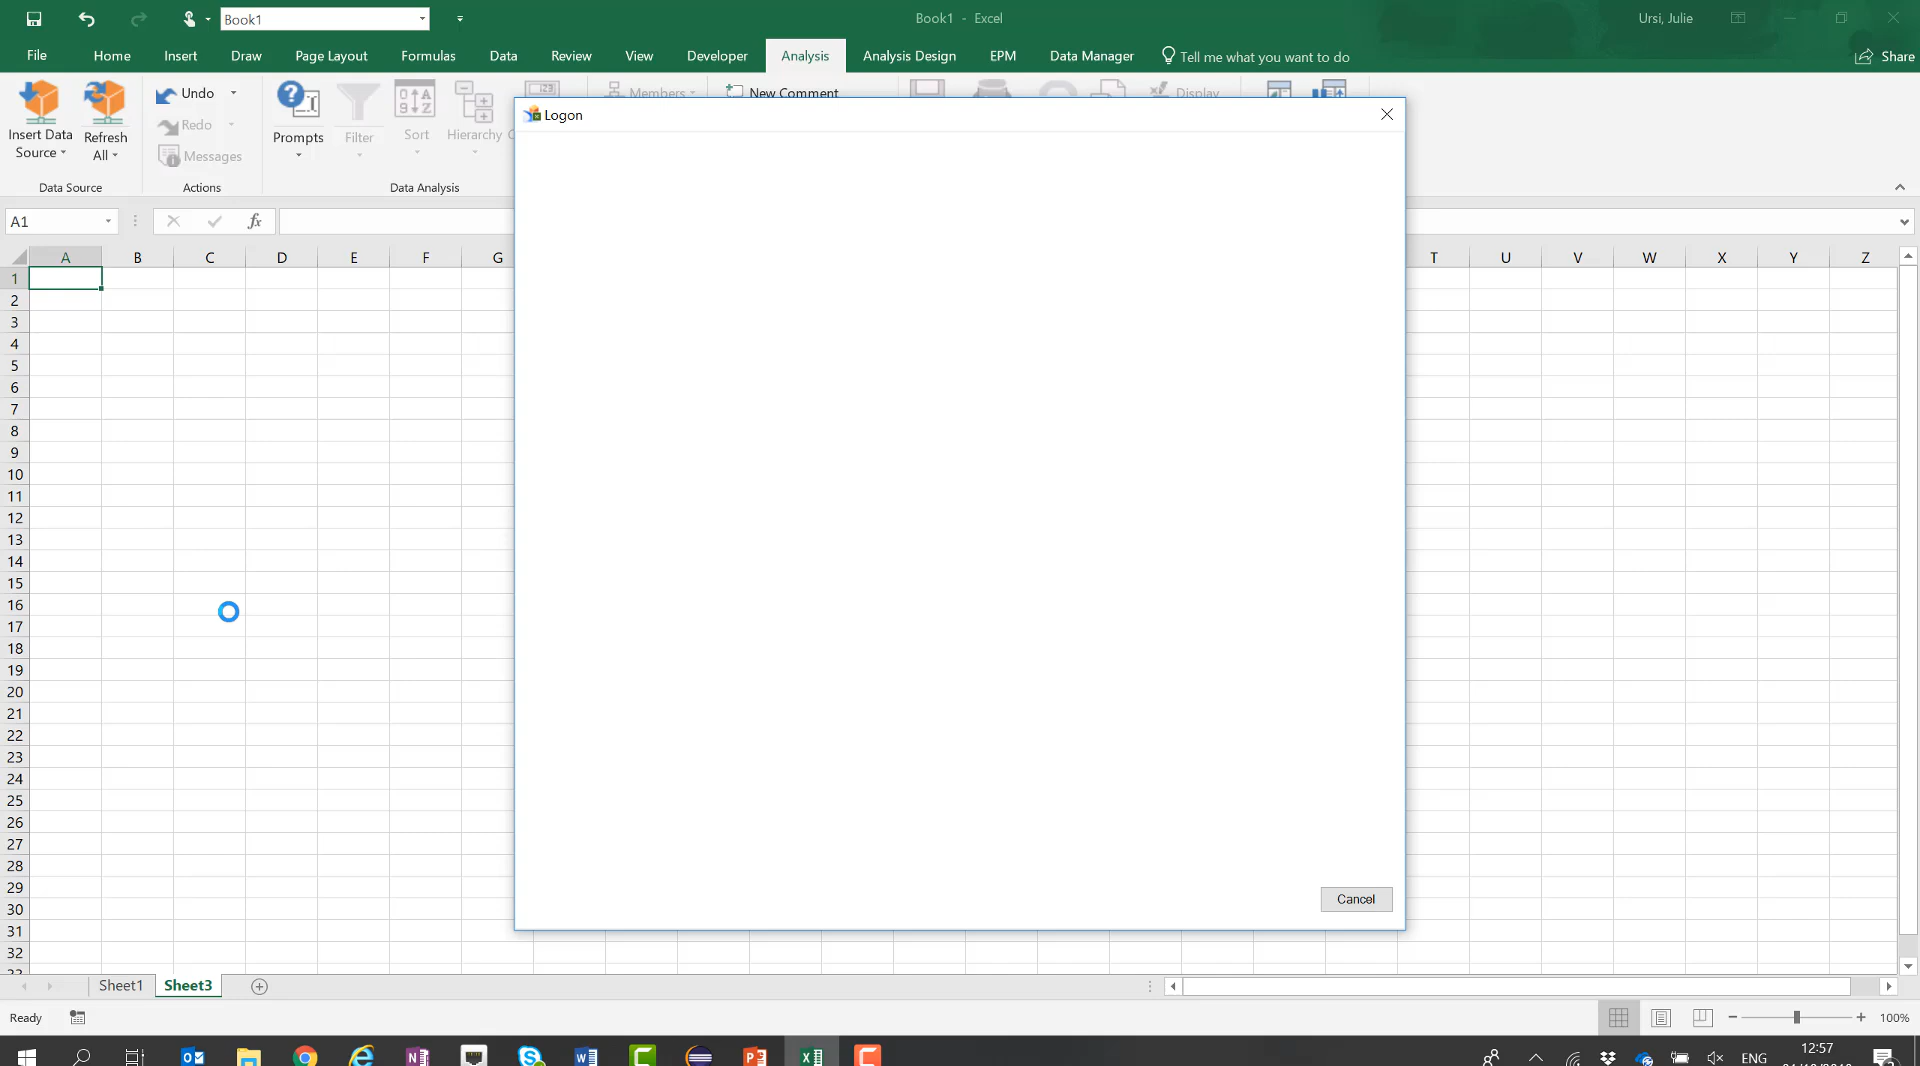 Book1
Book1 - Excel
Ursi, Julie
File Home Insert Draw Page Layout Formulas Data Review View Developer Analysis Analysis Design EPM Data Manager Tell me what you want to do Share
Insert Data Source
Refresh All
Undo
Redo
Messages
Prompts
Filter
Sort
Hierarchy
Members
New Comment
Display
Data Source
Actions
Data Analysis
Logon
A1
fx
A B C D E F G T U V W X Y Z
1
2
3
4
5
6
7
8
9
10
11
12
13
14
15
16
17
18
19
20
21
22
23
24
25
26
27
28
29
30
31
32
Cancel
Sheet1 Sheet3
Ready
100%
ENG
12:57